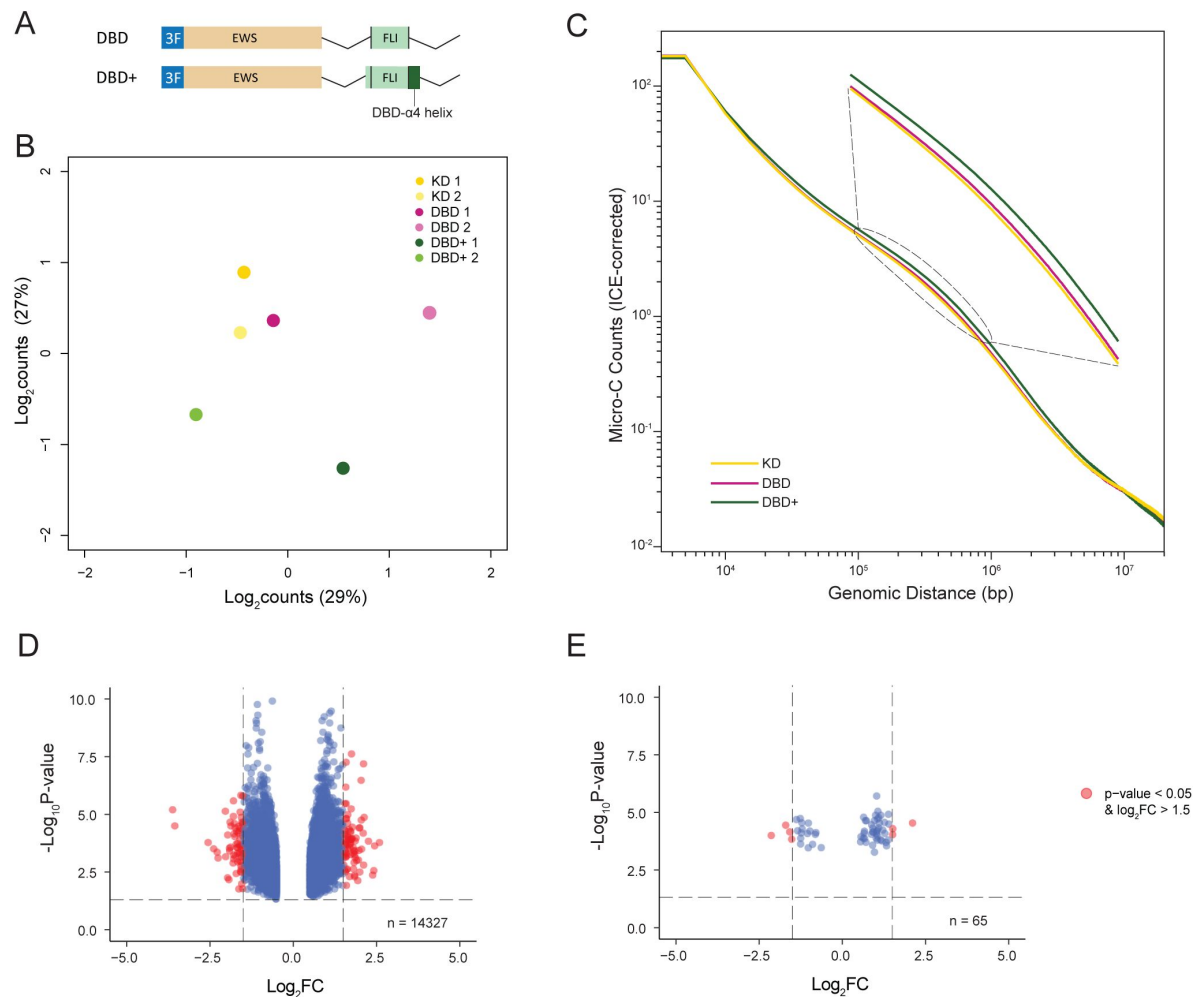 A
DBD 3F EWS FLI
DBD+ 3F EWS FLI
DBD-α4 helix
B
KD 1
KD 2
DBD 1
DBD 2
DBD+ 1
DBD+ 2
2
1
0
−1
−2
Log2counts (27%)
−2 −1 0 1 2
Log2counts (29%)
C
10^2
10^1
10^0
10^-1
10^-2
Micro-C Counts (ICE-corrected)
KD
DBD
DBD+
10^4 10^5 10^6 10^7
Genomic Distance (bp)
D
10.0
7.5
5.0
2.5
0.0
-Log10P-value
n = 14327
−5.0 −2.5 0.0 2.5 5.0
Log2FC
E
10.0
7.5
5.0
2.5
0.0
-Log10P-value
n = 65
−5.0 −2.5 0.0 2.5 5.0
Log2FC
p−value < 0.05
& log2FC > 1.5